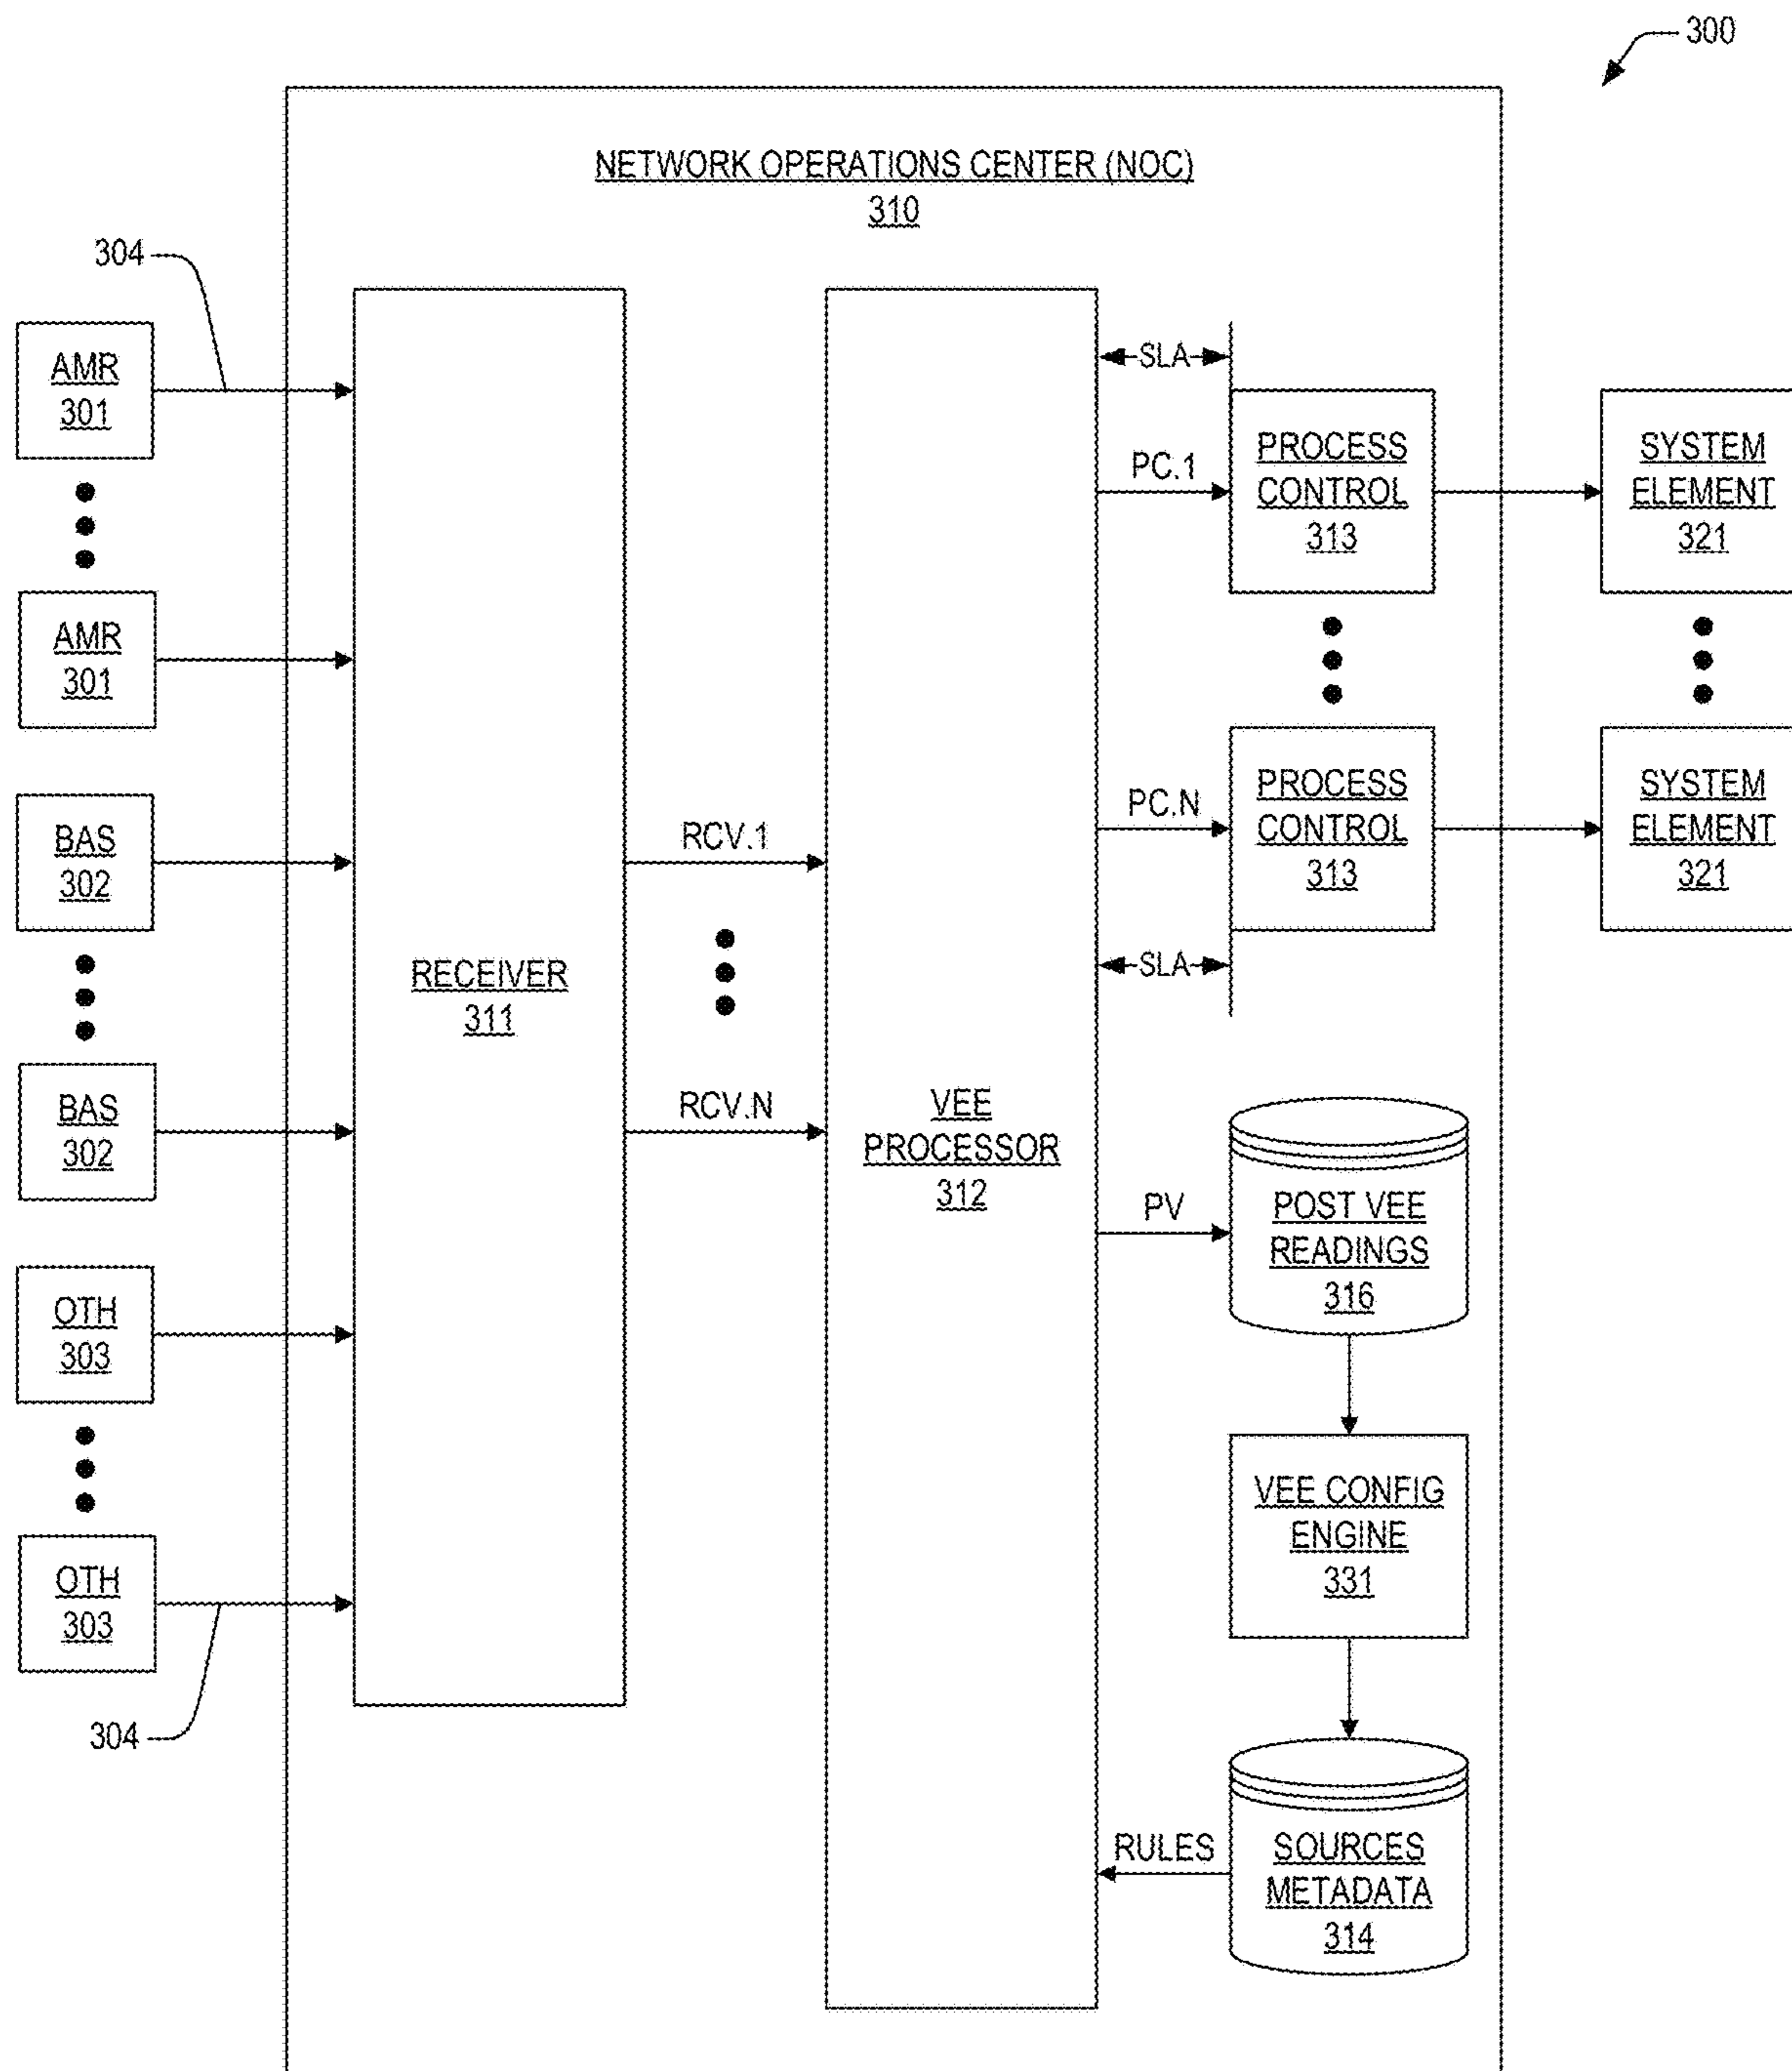 300
NETWORK OPERATIONS CENTER (NOC)
310
304
AMR
301
AMR
301
BAS
302
BAS
302
OTH
303
OTH
303
304
RECEIVER
311
RCV.1
RCV.N
VEE
PROCESSOR
312
SLA
PC.1
PROCESS
CONTROL
313
SYSTEM
ELEMENT
321
PC.N
PROCESS
CONTROL
313
SYSTEM
ELEMENT
321
SLA
PV
POST VEE
READINGS
316
VEE CONFIG
ENGINE
331
RULES
SOURCES
METADATA
314